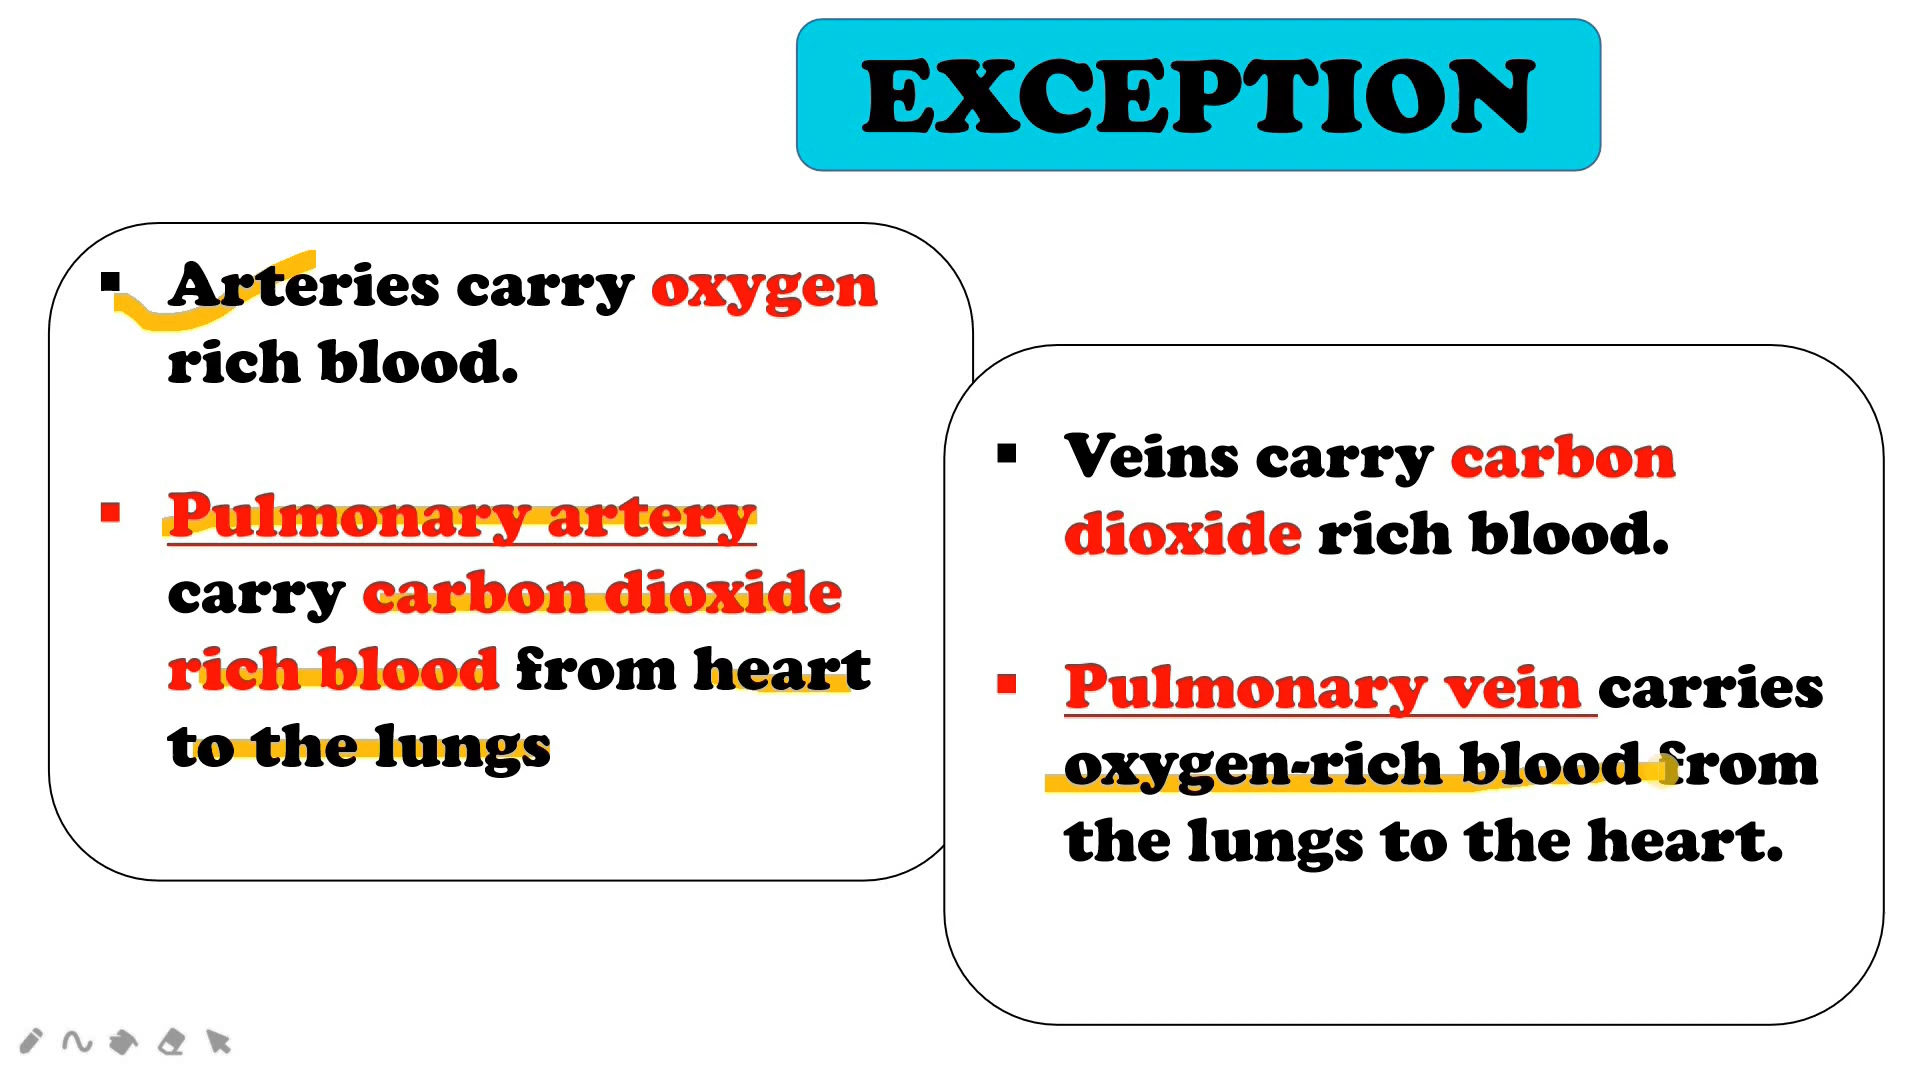 EXCEPTION
▪ Arteries carry oxygen
rich blood.
▪ Pulmonary artery
carry carbon dioxide
rich blood from heart
to the lungs
▪ Veins carry carbon
dioxide rich blood.
▪ Pulmonary vein carries
oxygen-rich blood from
the lungs to the heart.